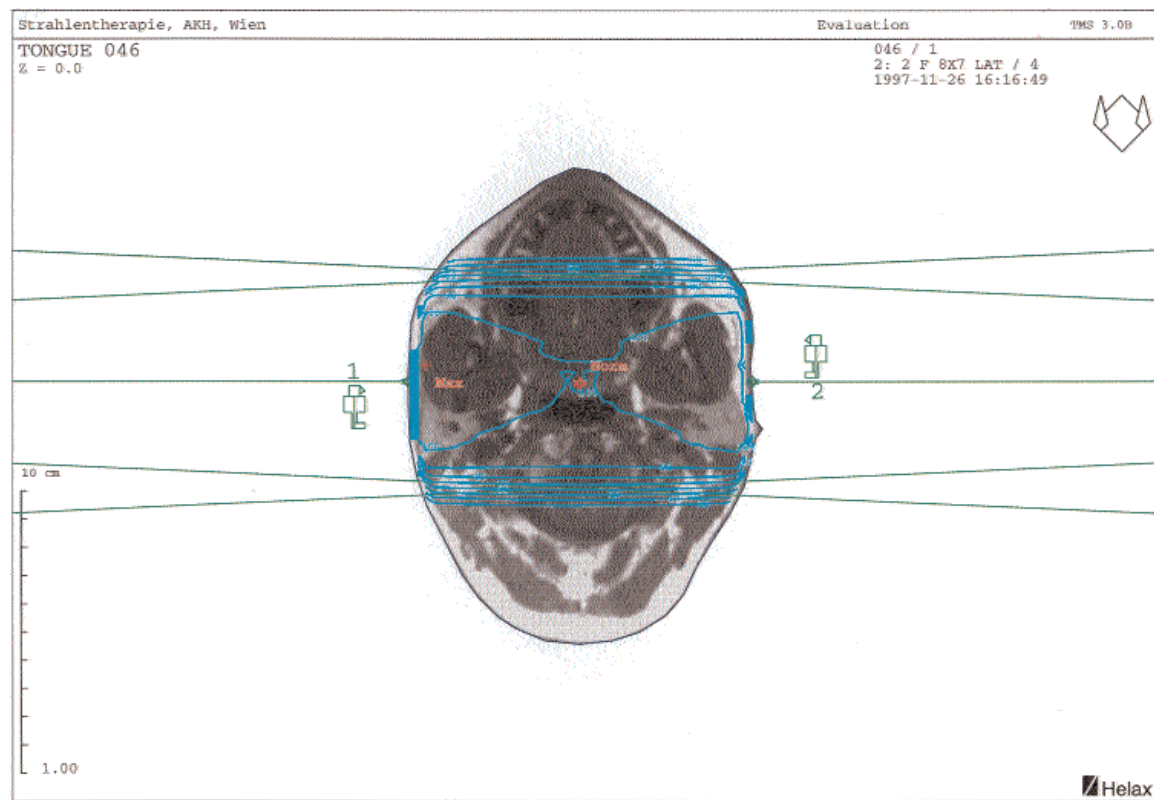 Strahlentherapie, AKH, Wien Evaluation TMS 3.0B
TONGUE 046
Z = 0.0
046 / 1
2: 2 F 8X7 LAT / 4
1997-11-26 16:16:49
Norm
1
Max
2
10 cm
1.00
Helax